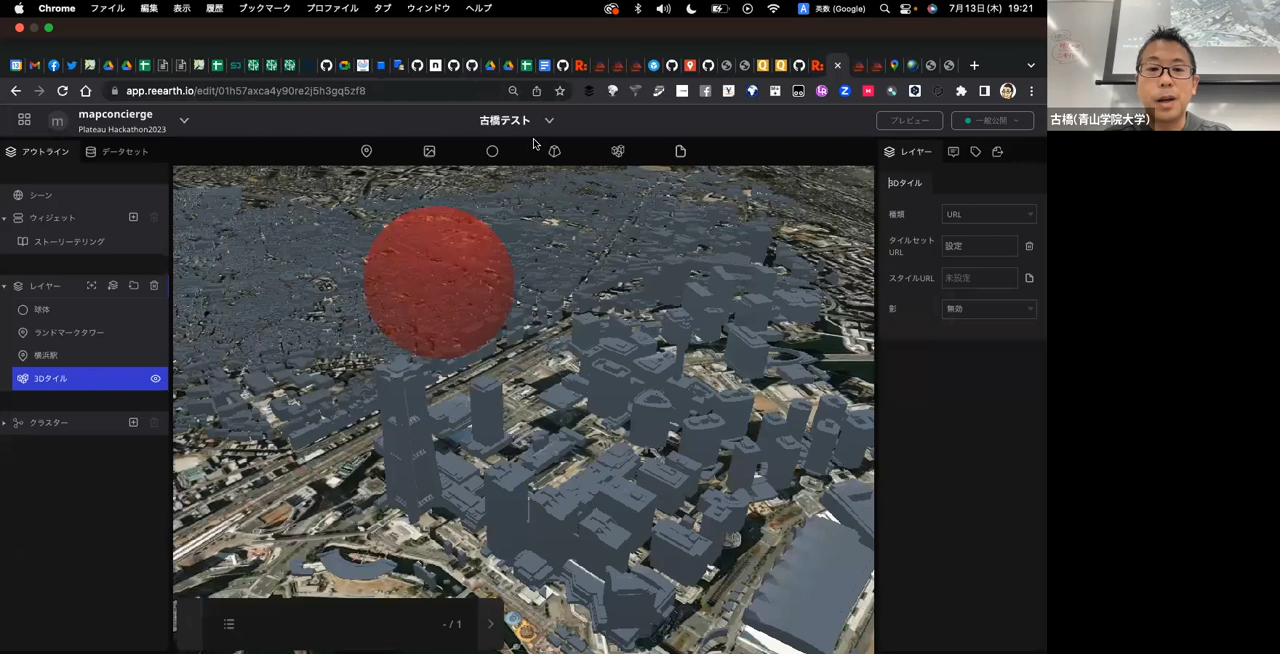 Chrome ファイル 編集 表示 履歴 ブックマーク プロファイル タブ ウィンドウ ヘルプ
A 英数 (Google) 7月13日(木) 19:21
app.reearth.io/edit/01h57axca4y90re2j5h3gq5zf8
m mapconcierge
Plateau Hackathon2023
古橋テスト
プレビュー
一般公開
アウトライン
データセット
シーン
ウィジェット
ストーリーテリング
レイヤー
球体
ランドマークタワー
横浜駅
3Dタイル
クラスター
- / 1
レイヤー
3Dタイル
種類
URL
タイルセット
URL
設定
スタイルURL
未設定
影
無効
古橋(青山学院大学)